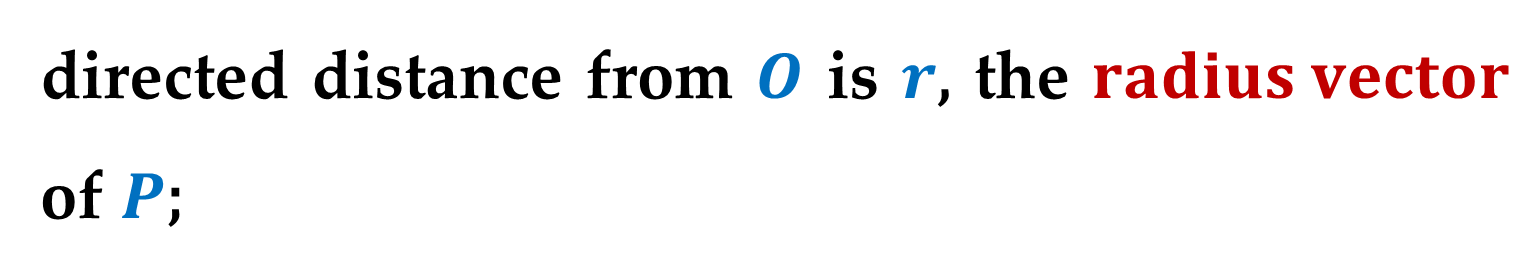 directed distance from O is r, the radius vector
of P;